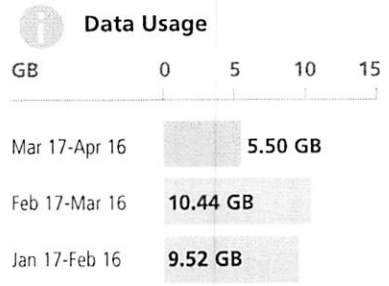 Data Usage
GB 0 5 10 15
Mar 17-Apr 16 5.50 GB
Feb 17-Mar 16 10.44 GB
Jan 17-Feb 16 9.52 GB